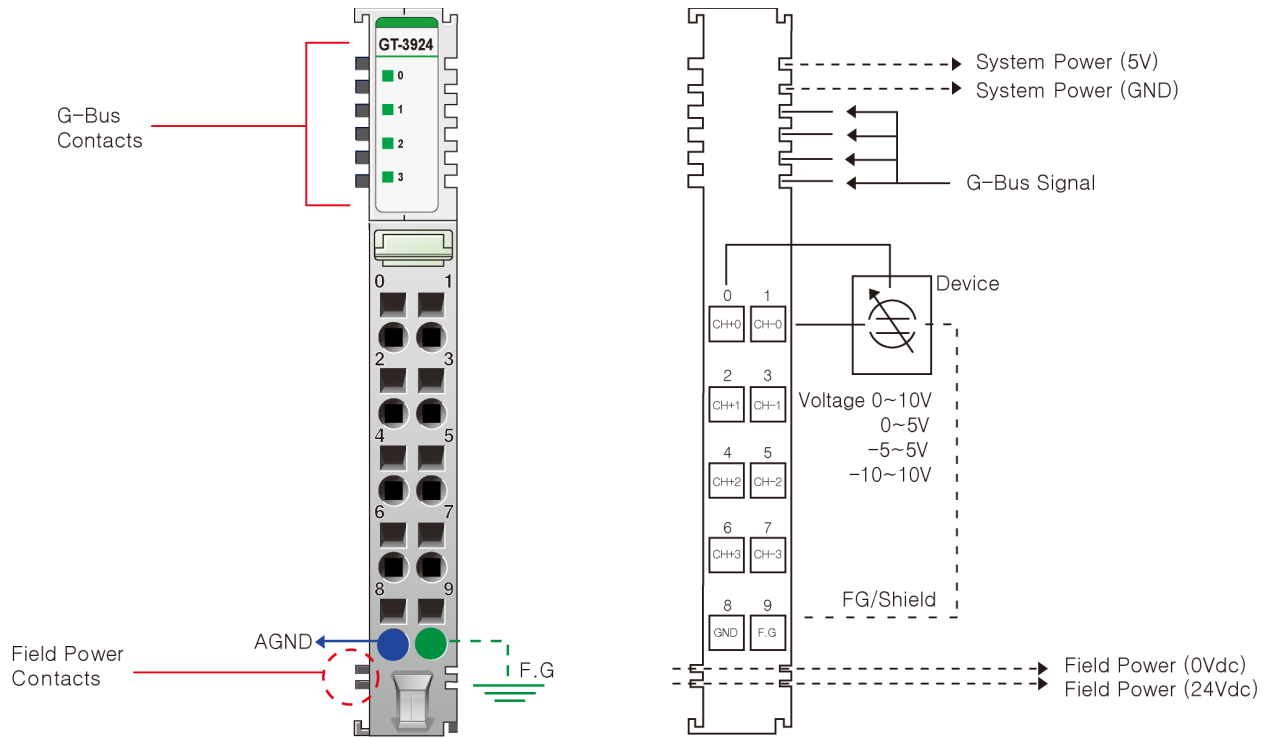 GT-3924
0
1
2
3
G-Bus
Contacts
0 1
2 3
4 5
6 7
8 9
AGND
F.G
Field Power
Contacts
System Power (5V)
System Power (GND)
G-Bus Signal
Device
0 1
CH+0 CH-0
2 3
CH+1 CH-1
Voltage 0~10V
0~5V
-5~5V
-10~10V
4 5
CH+2 CH-2
6 7
CH+3 CH-3
FG/Shield
8 9
GND F.G
Field Power (0Vdc)
Field Power (24Vdc)